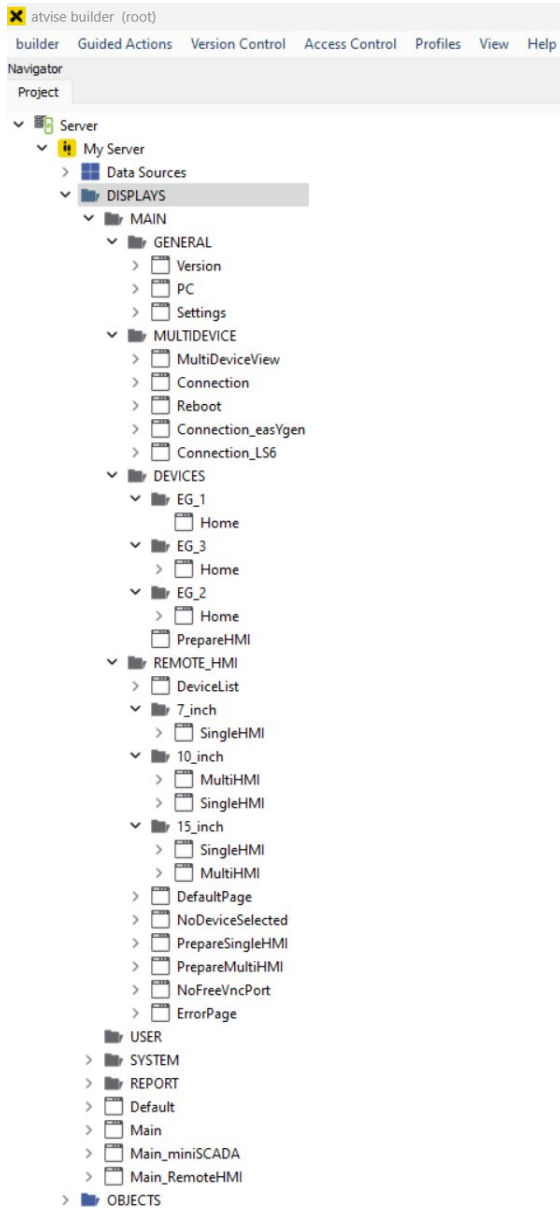 atvise builder (root)
builder Guided Actions Version Control Access Control Profiles View Help
Navigator
Project
Server
My Server
Data Sources
DISPLAYS
MAIN
GENERAL
Version
PC
Settings
MULTIDEVICE
MultiDeviceView
Connection
Reboot
Connection_easYgen
Connection_LS6
DEVICES
EG_1
Home
EG_3
Home
EG_2
Home
PrepareHMI
REMOTE_HMI
DeviceList
7_inch
SingleHMI
10_inch
MultiHMI
SingleHMI
15_inch
SingleHMI
MultiHMI
DefaultPage
NoDeviceSelected
PrepareSingleHMI
PrepareMultiHMI
NoFreeVncPort
ErrorPage
USER
SYSTEM
REPORT
Default
Main
Main_miniSCADA
Main_RemoteHMI
OBJECTS